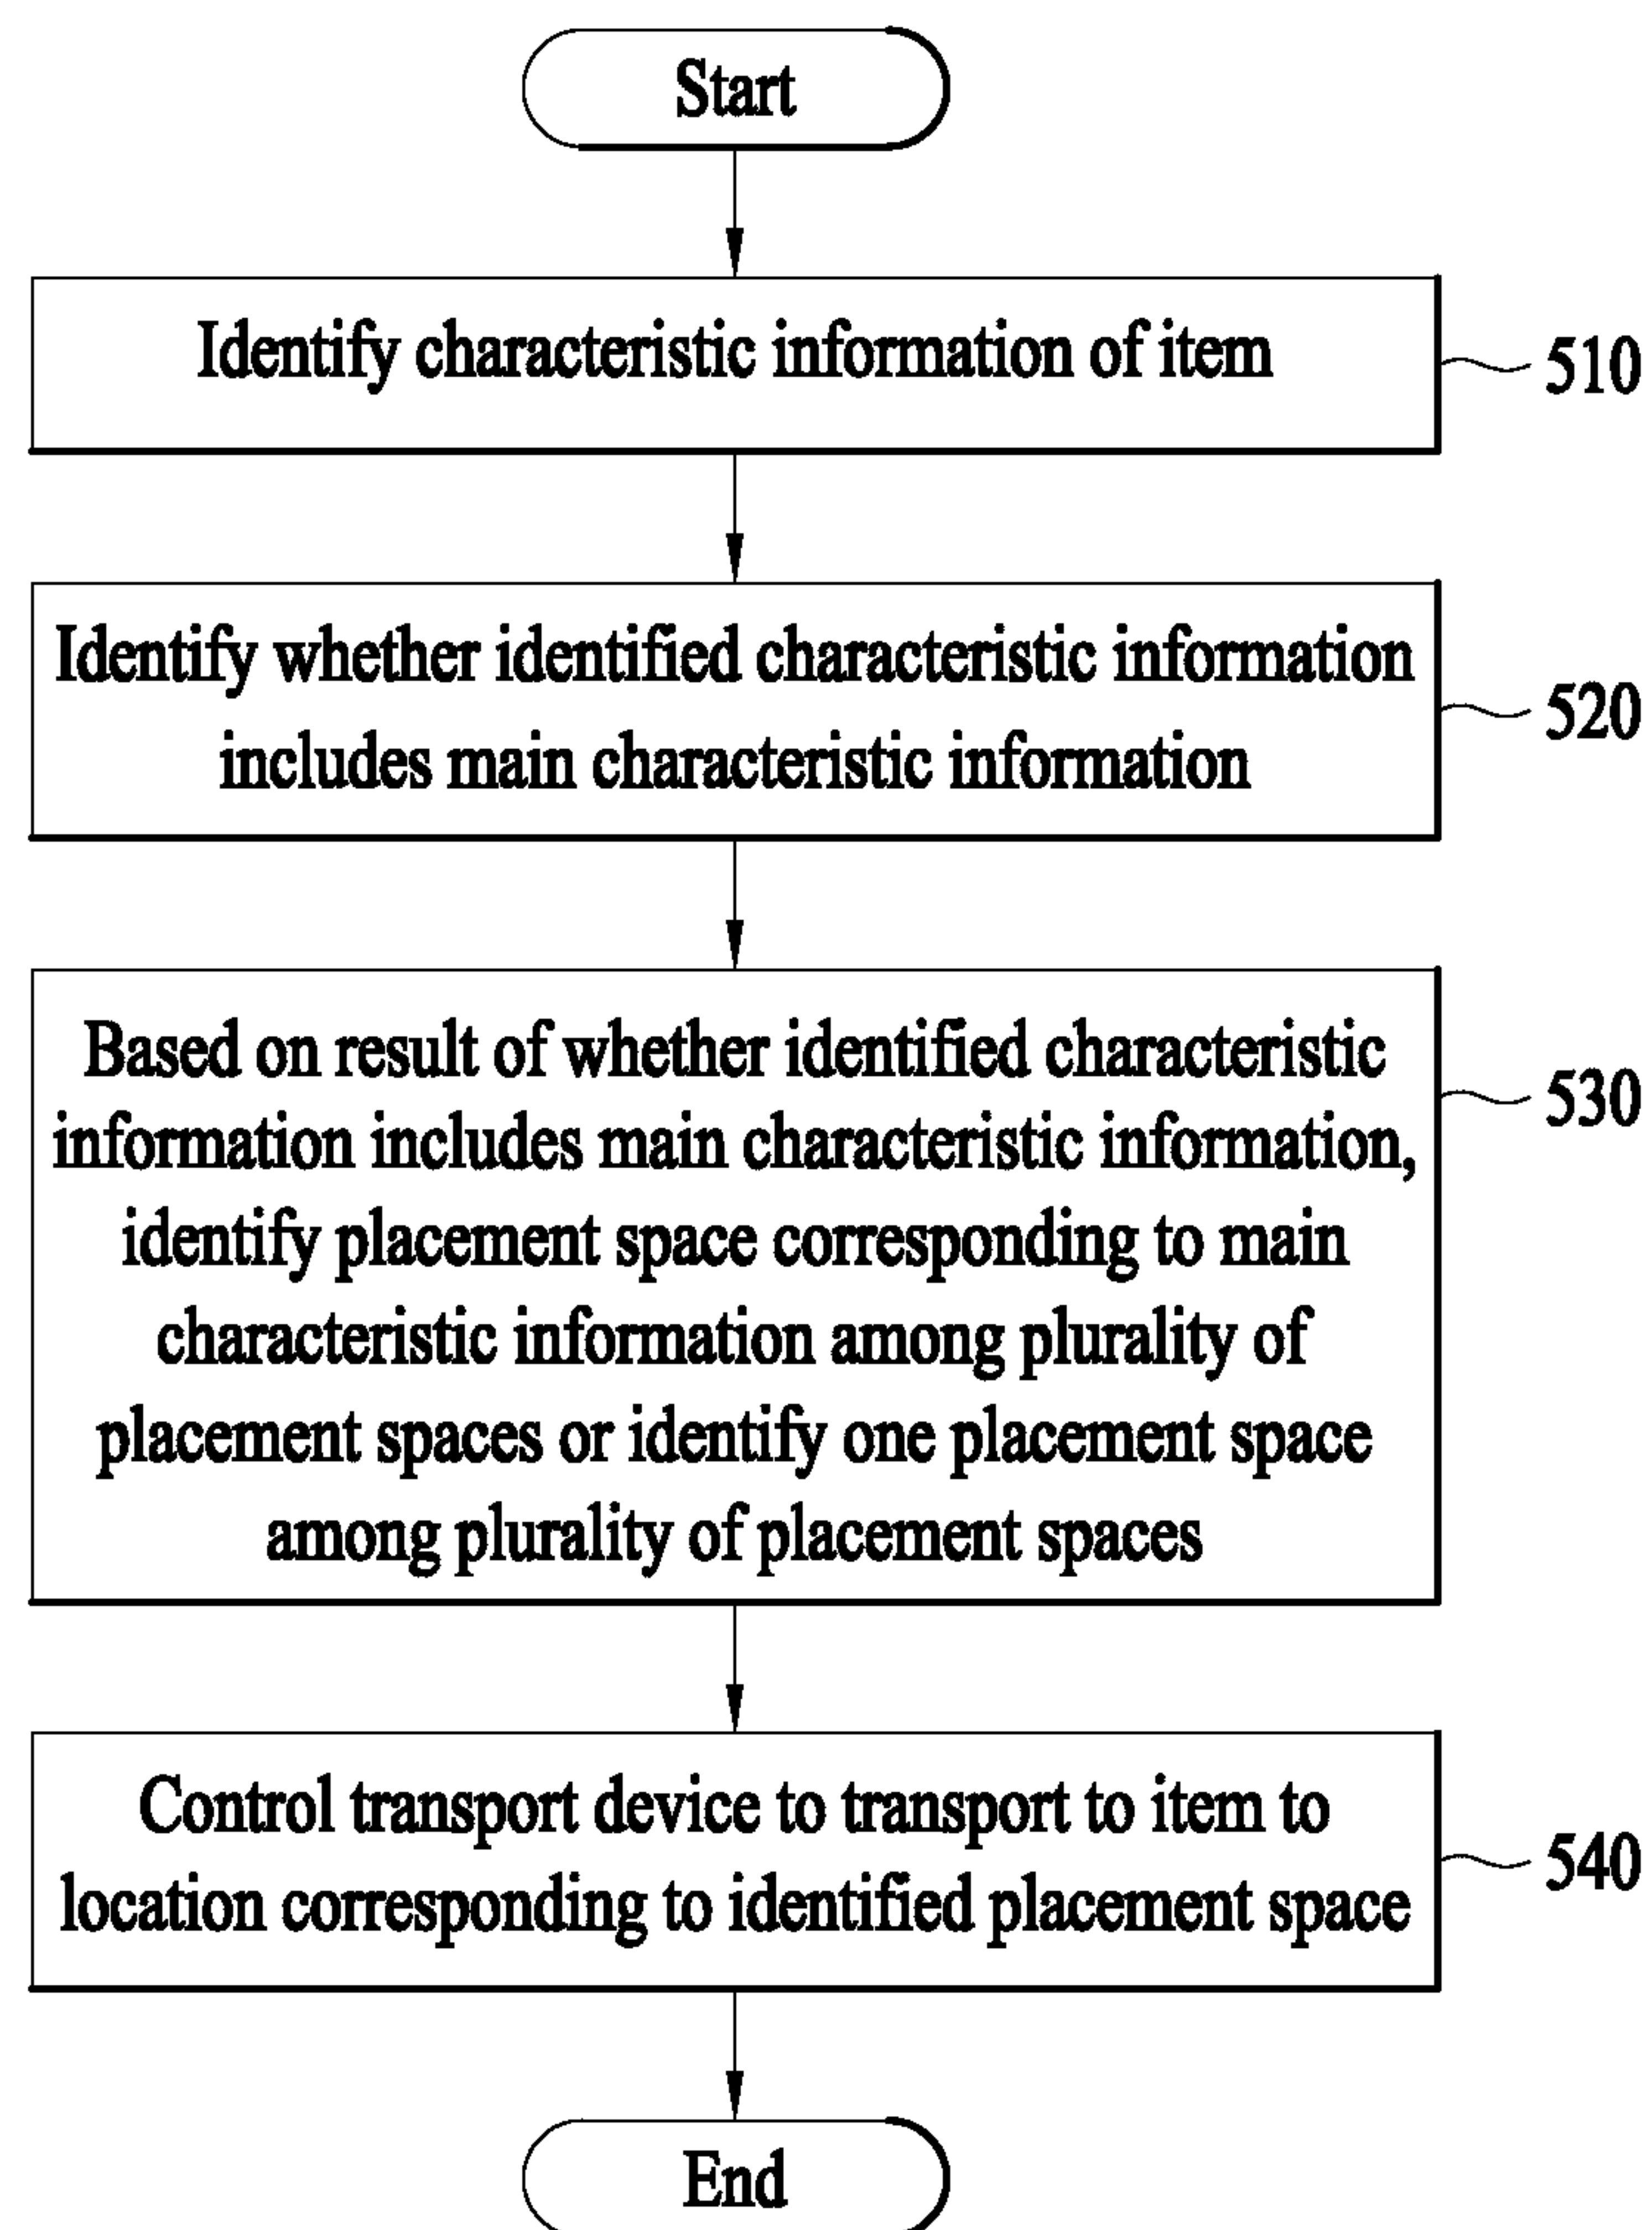 Start
Identify characteristic information of item
510
Identify whether identified characteristic information
includes main characteristic information
520
Based on result of whether identified characteristic
information includes main characteristic information,
identify placement space corresponding to main
characteristic information among plurality of
placement spaces or identify one placement space
among plurality of placement spaces
530
Control transport device to transport to item to
location corresponding to identified placement space
540
End